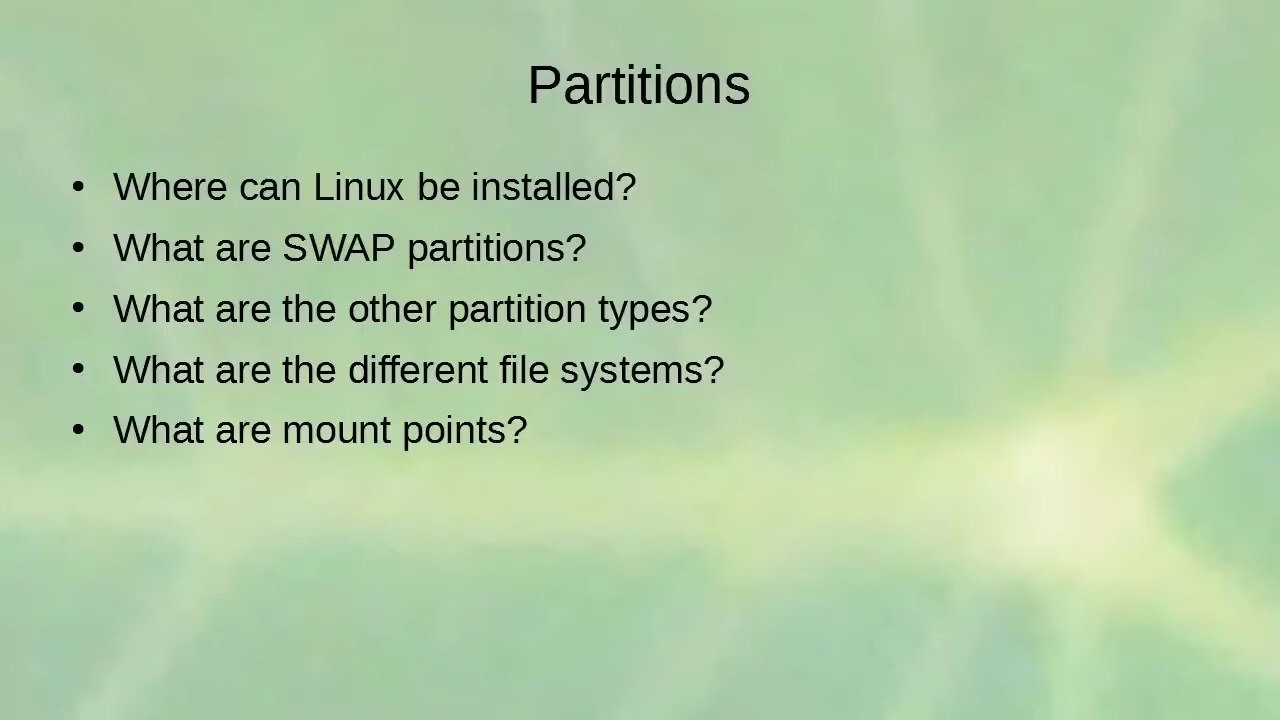 Partitions
• Where can Linux be installed?
• What are SWAP partitions?
• What are the other partition types?
• What are the different file systems?
• What are mount points?